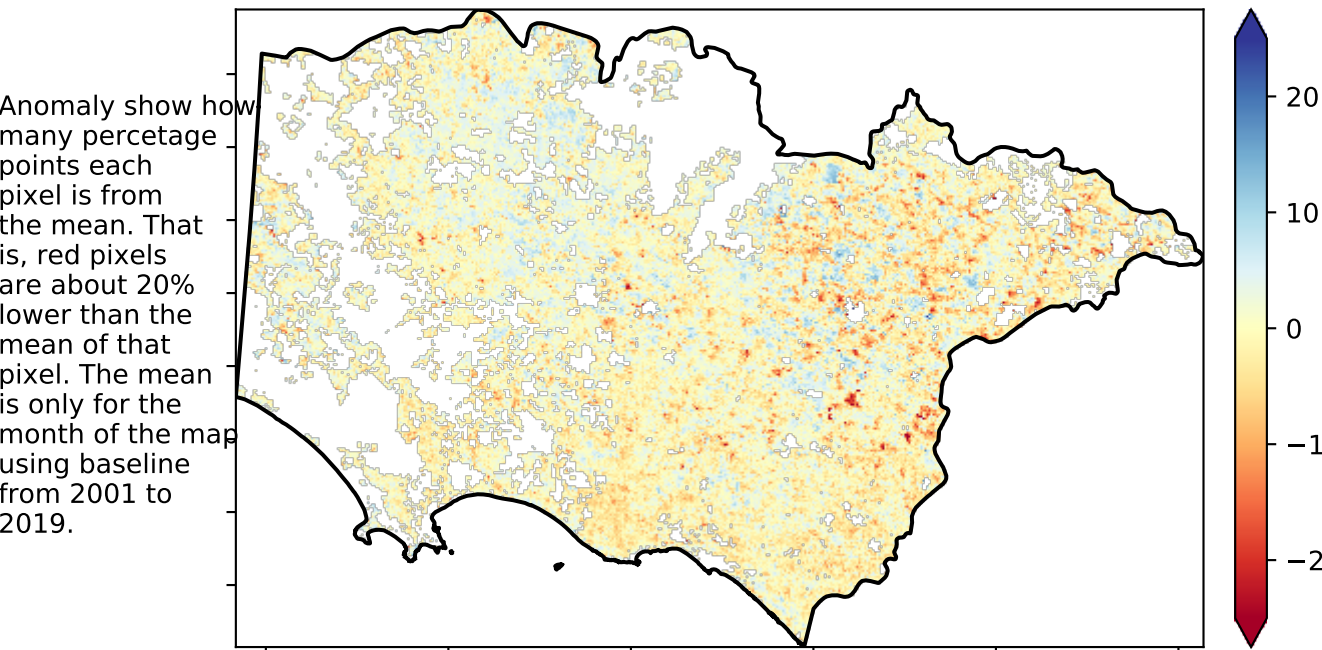 Anomaly show how
many percetage
points each
pixel is from
the mean. That
is, red pixels
are about 20%
lower than the
mean of that
pixel. The mean
is only for the
month of the map
using baseline
from 2001 to
2019.
20
10
0
−1
−2